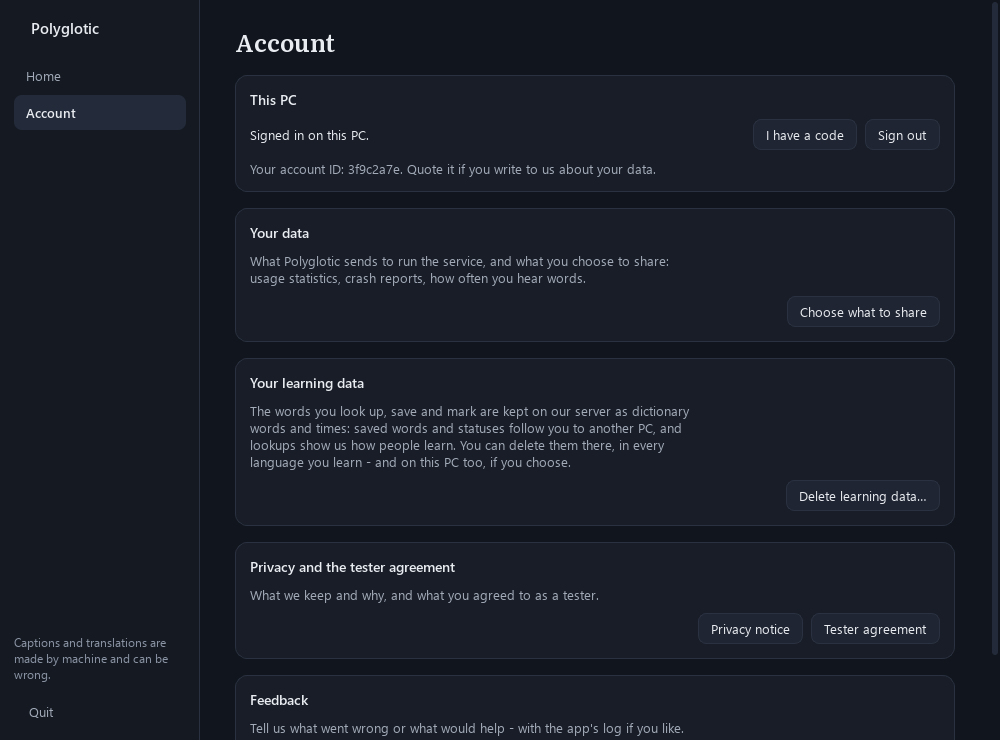 Polyglotic
Home
Account
Captions and translations are
made by machine and can be
wrong.
Quit
Account
This PC
Signed in on this PC.
I have a code
Sign out
Your account ID: 3f9c2a7e. Quote it if you write to us about your data.
Your data
What Polyglotic sends to run the service, and what you choose to share:
usage statistics, crash reports, how often you hear words.
Choose what to share
Your learning data
The words you look up, save and mark are kept on our server as dictionary
words and times: saved words and statuses follow you to another PC, and
lookups show us how people learn. You can delete them there, in every
language you learn - and on this PC too, if you choose.
Delete learning data...
Privacy and the tester agreement
What we keep and why, and what you agreed to as a tester.
Privacy notice
Tester agreement
Feedback
Tell us what went wrong or what would help - with the app's log if you like.